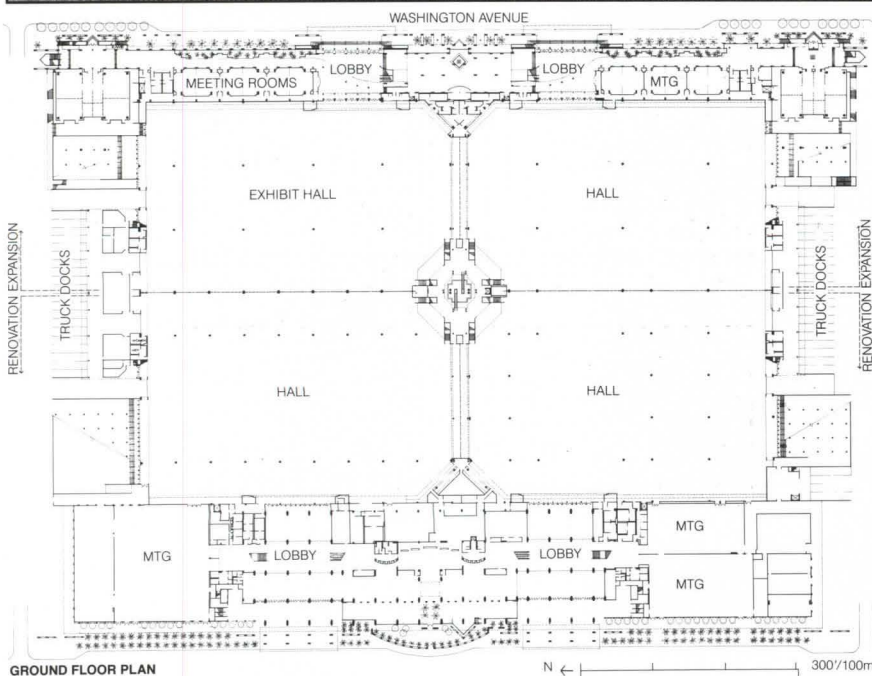 WASHINGTON AVENUE
LOBBY
LOBBY
MEETING ROOMS
MTG
EXHIBIT HALL
HALL
RENOVATION EXPANSION
TRUCK DOCKS
TRUCK DOCKS
RENOVATION EXPANSION
HALL
HALL
MTG
LOBBY
LOBBY
MTG
MTG
GROUND FLOOR PLAN
N
300'/100m